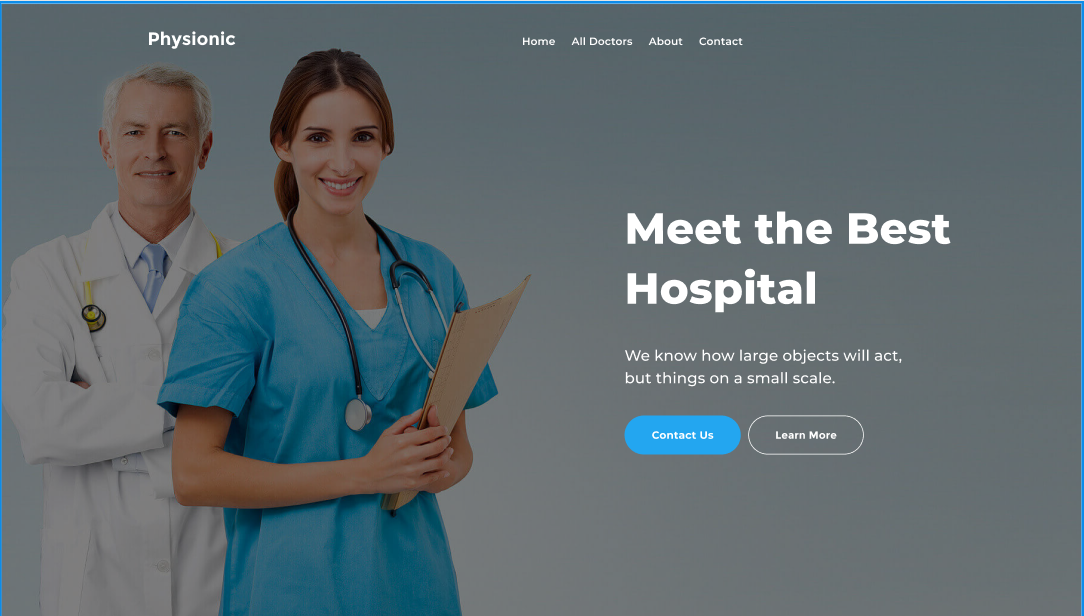 Physionic
Home All Doctors About Contact
Meet the Best
Hospital
We know how large objects will act,
but things on a small scale.
Contact Us Learn More